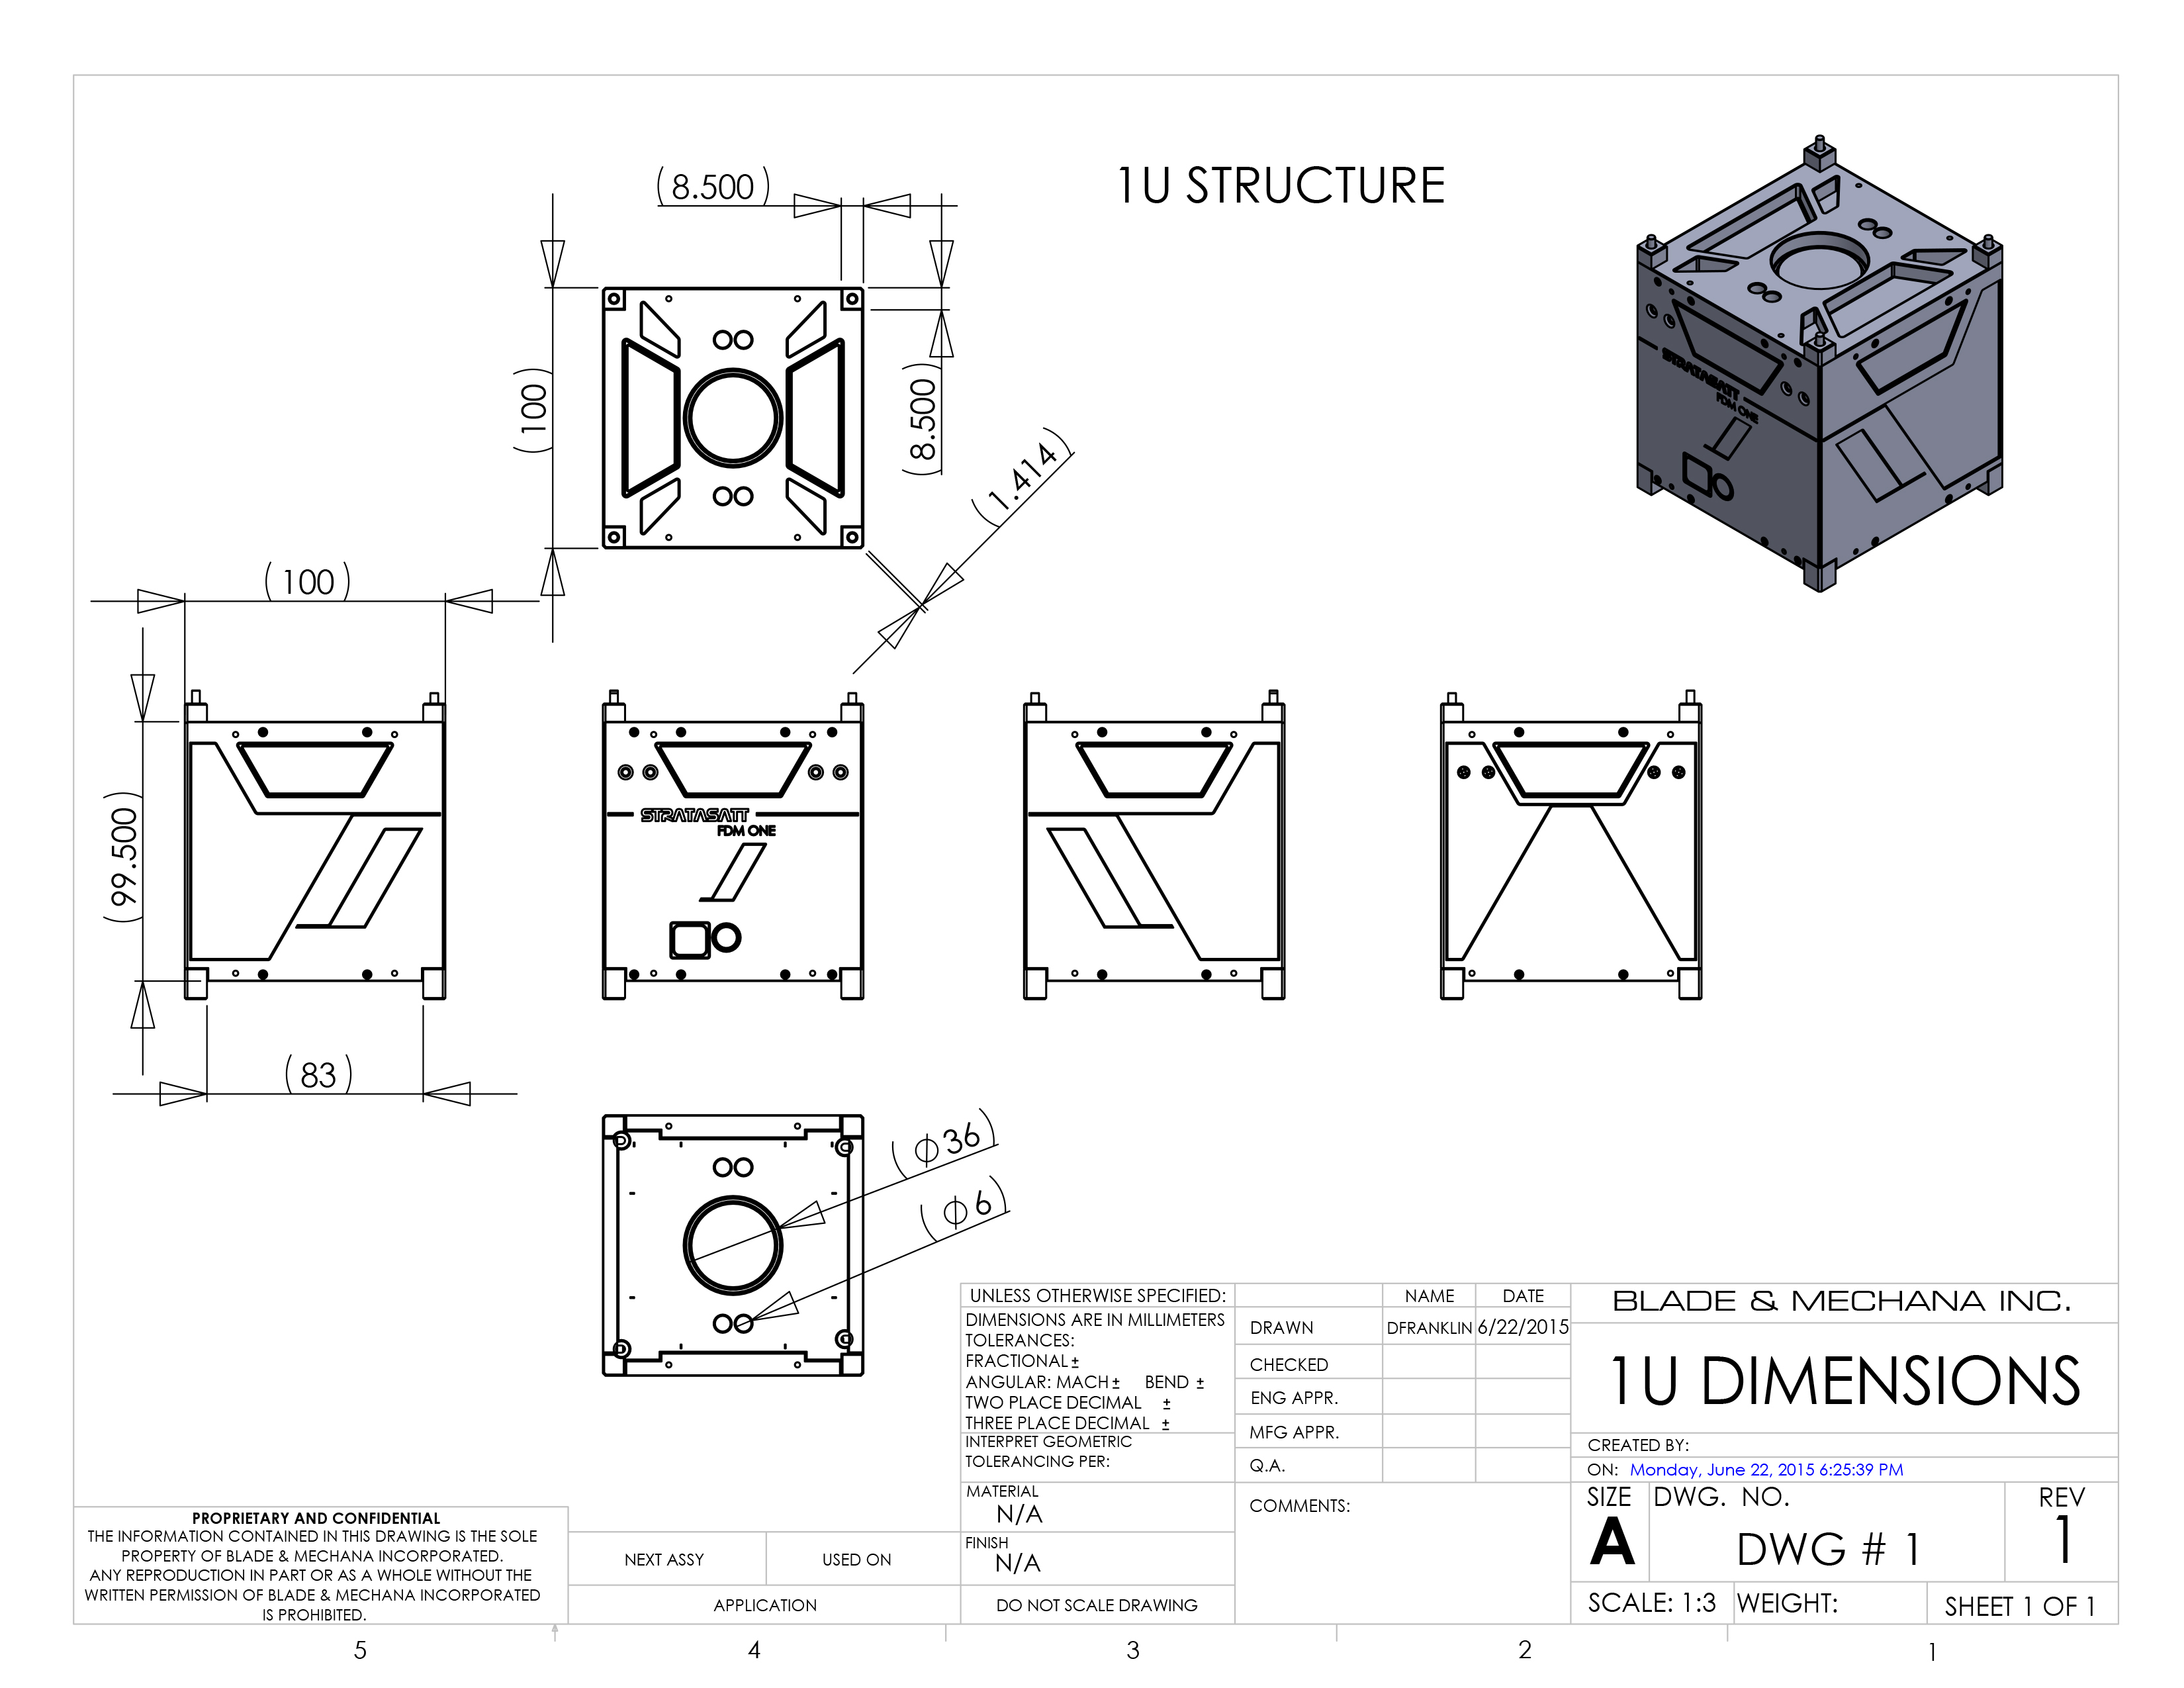 1U STRUCTURE
(8.500)
(100)
(8.500)
(1.414)
(100)
(99.500)
(83)
STRATASATT
FDM ONE
STRATASATT
FDM ONE
(⌀36)
(⌀6)
UNLESS OTHERWISE SPECIFIED:
DIMENSIONS ARE IN MILLIMETERS
TOLERANCES:
FRACTIONAL ±
ANGULAR: MACH ± BEND ±
TWO PLACE DECIMAL ±
THREE PLACE DECIMAL ±
INTERPRET GEOMETRIC
TOLERANCING PER:
MATERIAL
N/A
FINISH
N/A
DO NOT SCALE DRAWING
NAME DATE
DRAWN DFRANKLIN 6/22/2015
CHECKED
ENG APPR.
MFG APPR.
Q.A.
COMMENTS:
BLADE & MECHANA INC.
1U DIMENSIONS
CREATED BY:
ON: Monday, June 22, 2015 6:25:39 PM
SIZE DWG. NO. REV
A DWG # 1 1
SCALE: 1:3 WEIGHT: SHEET 1 OF 1
PROPRIETARY AND CONFIDENTIAL
THE INFORMATION CONTAINED IN THIS DRAWING IS THE SOLE
PROPERTY OF BLADE & MECHANA INCORPORATED.
ANY REPRODUCTION IN PART OR AS A WHOLE WITHOUT THE
WRITTEN PERMISSION OF BLADE & MECHANA INCORPORATED
IS PROHIBITED.
NEXT ASSY USED ON
APPLICATION
5 4 3 2 1